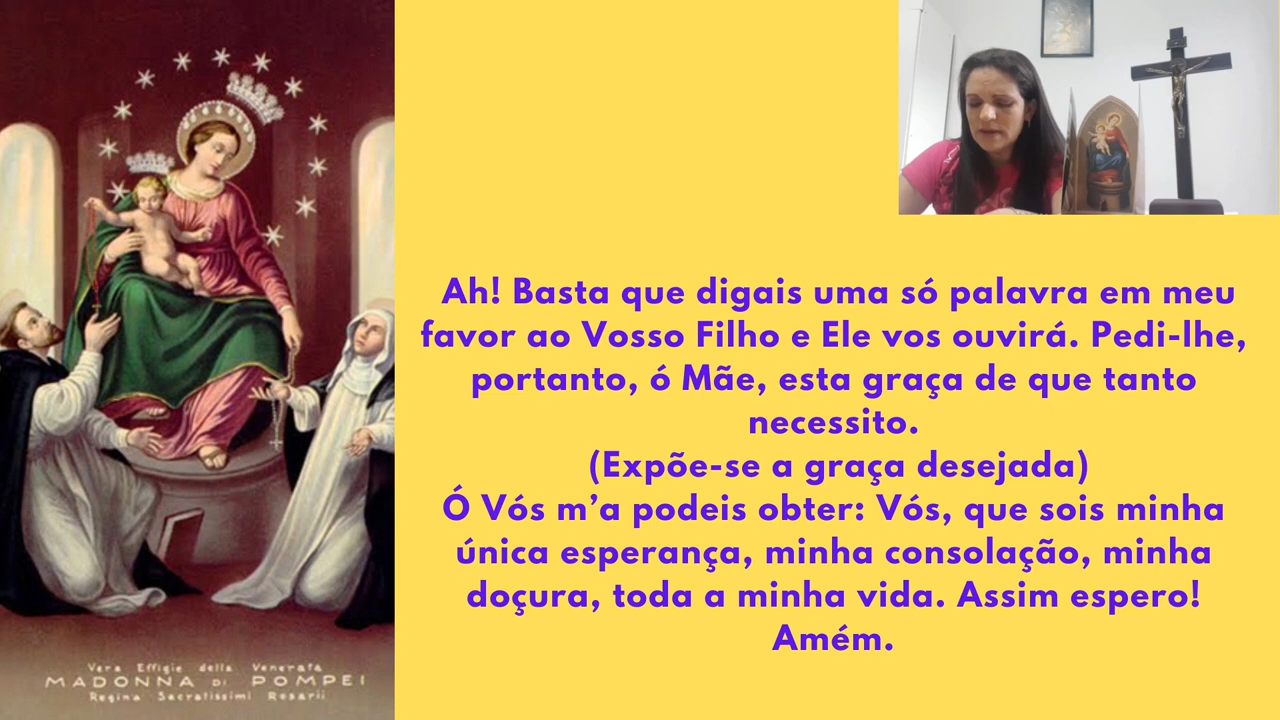 Ah! Basta que digais uma só palavra em meu
favor ao Vosso Filho e Ele vos ouvirá. Pedi-lhe,
portanto, ó Mãe, esta graça de que tanto
necessito.
(Expõe-se a graça desejada)
Ó Vós m’a podeis obter: Vós, que sois minha
única esperança, minha consolação, minha
doçura, toda a minha vida. Assim espero!
Amém.
Vera Effigie della Venerata
MADONNA DI POMPEI
Regina Sacratissimi Rosarii